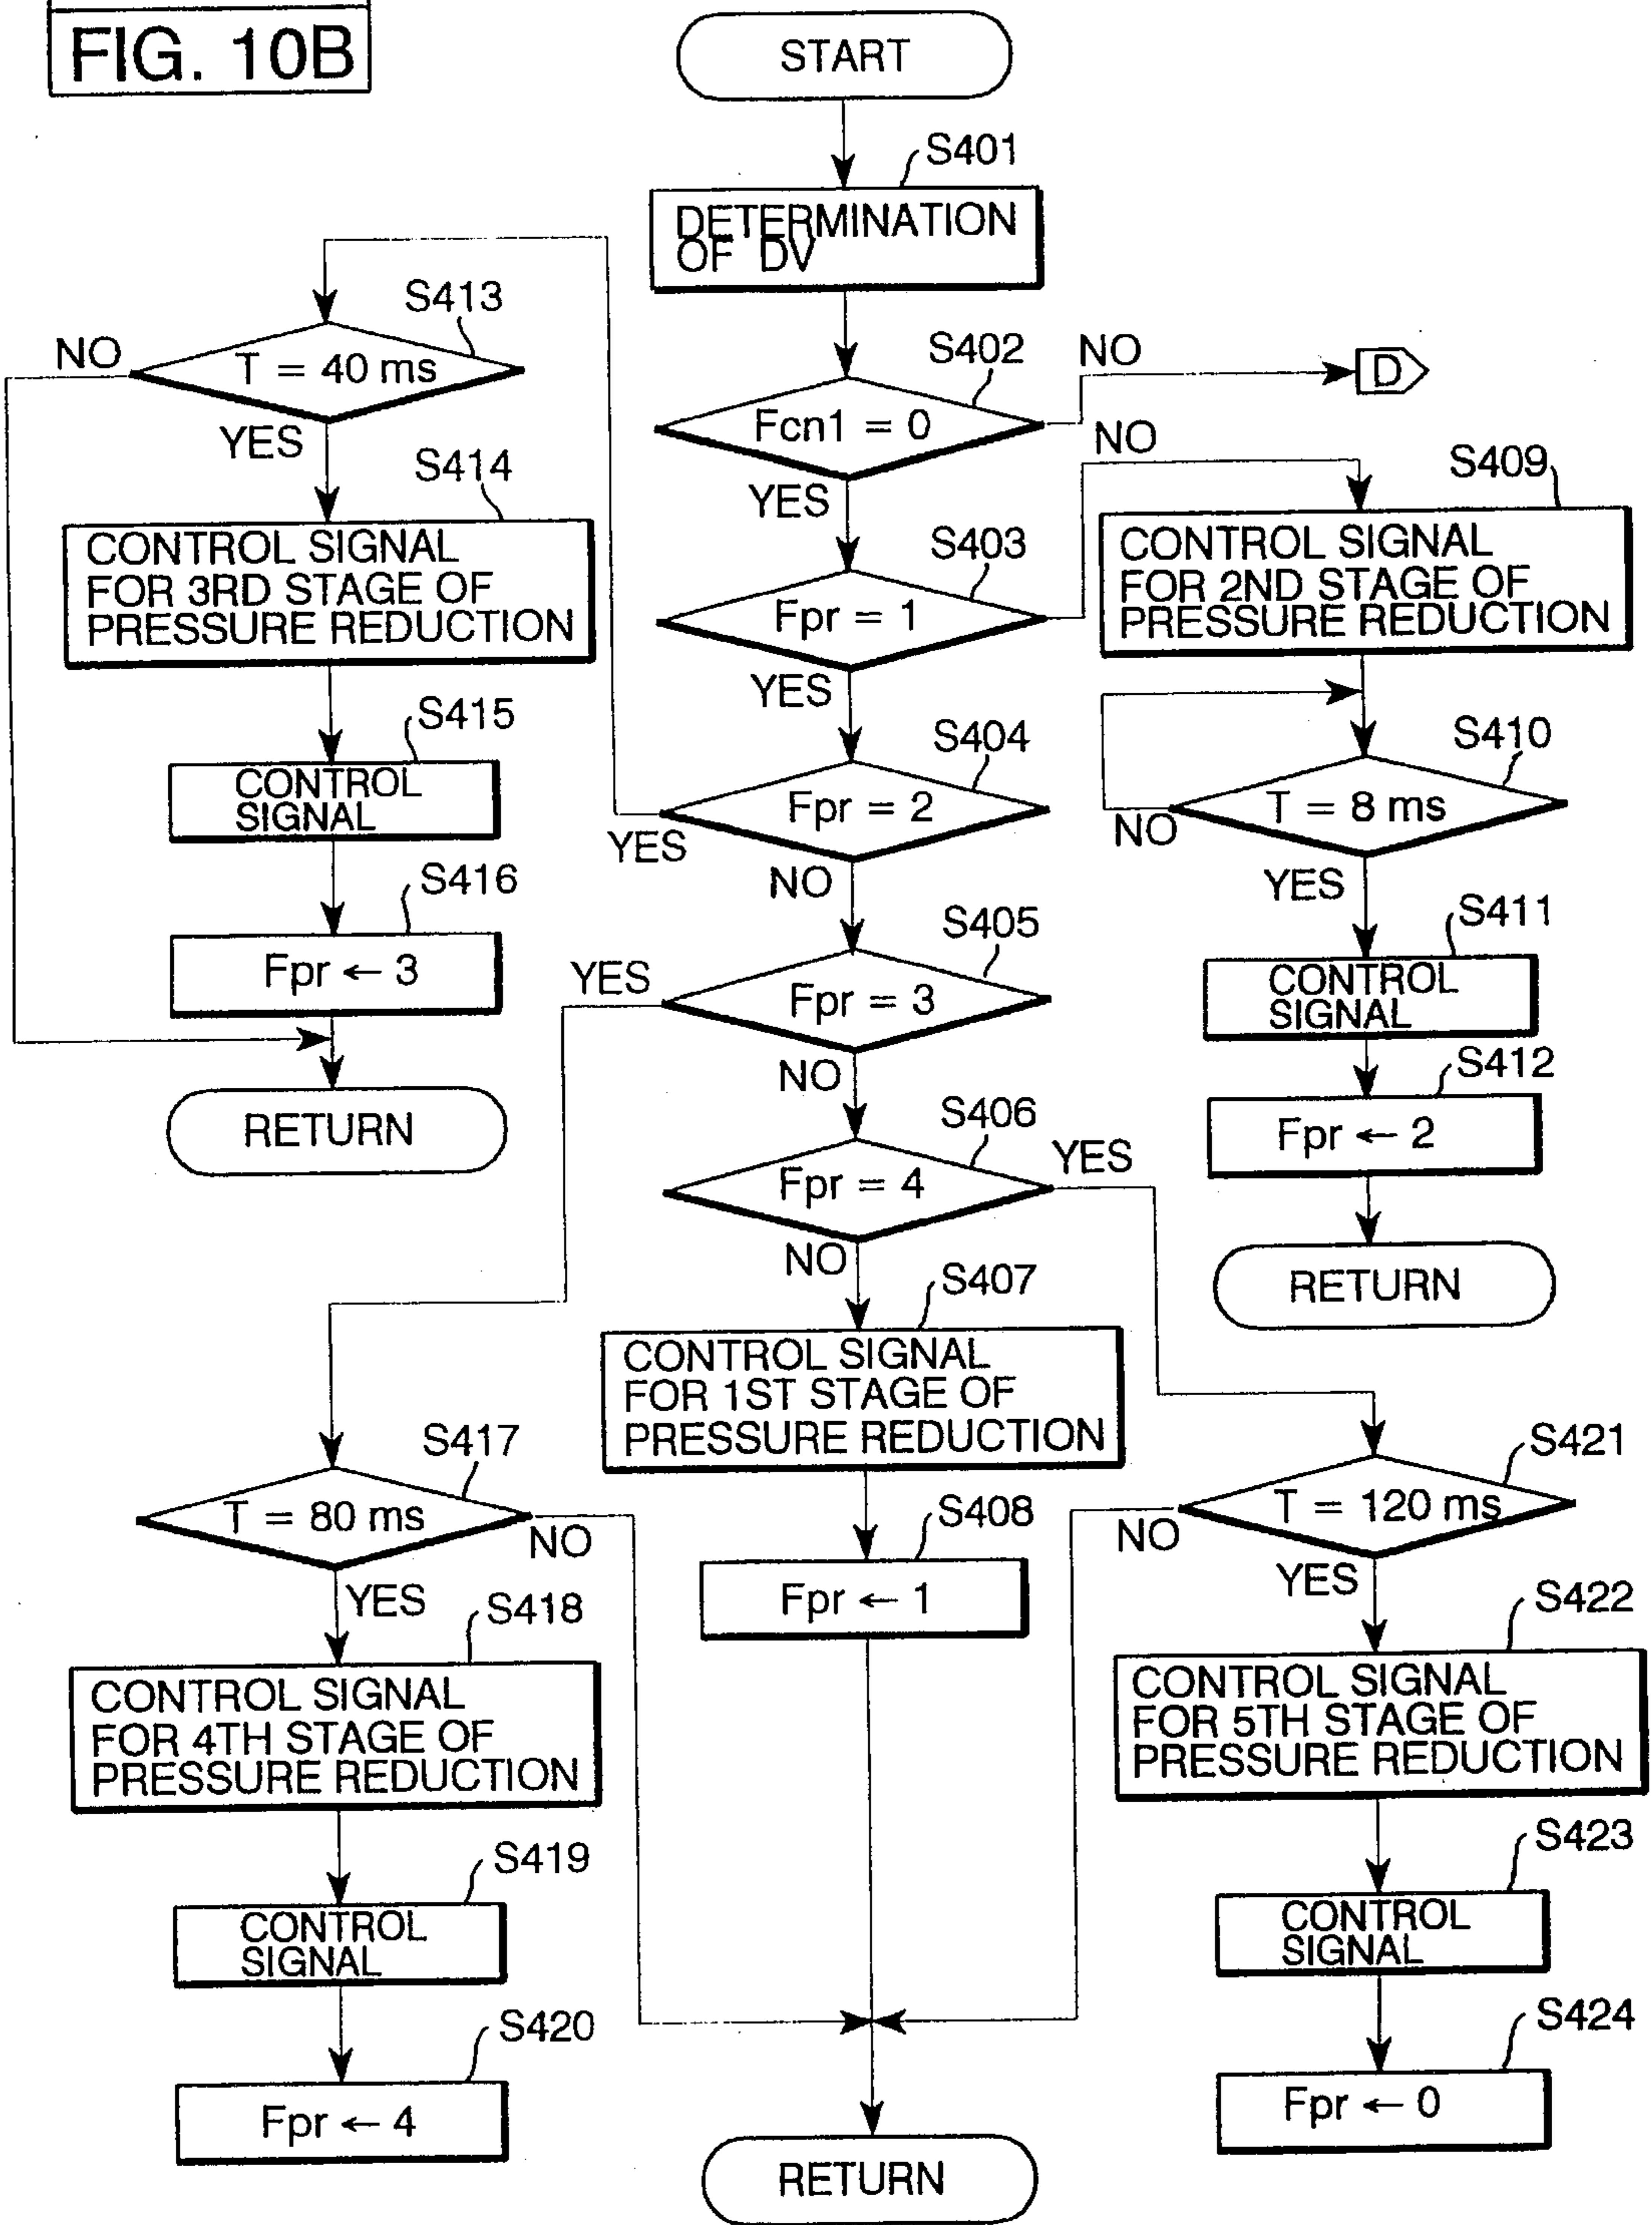 FIG. 10B
START
S401
DETERMINATION
OF DV
S402
Fcn1 = 0
NO
D
YES
S403
Fpr = 1
NO
YES
S404
Fpr = 2
YES
NO
S405
Fpr = 3
YES
NO
S406
Fpr = 4
YES
NO
S407
CONTROL SIGNAL
FOR 1ST STAGE OF
PRESSURE REDUCTION
S408
Fpr ← 1
RETURN
S409
CONTROL SIGNAL
FOR 2ND STAGE OF
PRESSURE REDUCTION
S410
T = 8 ms
NO
YES
S411
CONTROL
SIGNAL
S412
Fpr ← 2
RETURN
S413
T = 40 ms
NO
YES
S414
CONTROL SIGNAL
FOR 3RD STAGE OF
PRESSURE REDUCTION
S415
CONTROL
SIGNAL
S416
Fpr ← 3
RETURN
S417
T = 80 ms
NO
YES
S418
CONTROL SIGNAL
FOR 4TH STAGE OF
PRESSURE REDUCTION
S419
CONTROL
SIGNAL
S420
Fpr ← 4
S421
T = 120 ms
NO
YES
S422
CONTROL SIGNAL
FOR 5TH STAGE OF
PRESSURE REDUCTION
S423
CONTROL
SIGNAL
S424
Fpr ← 0